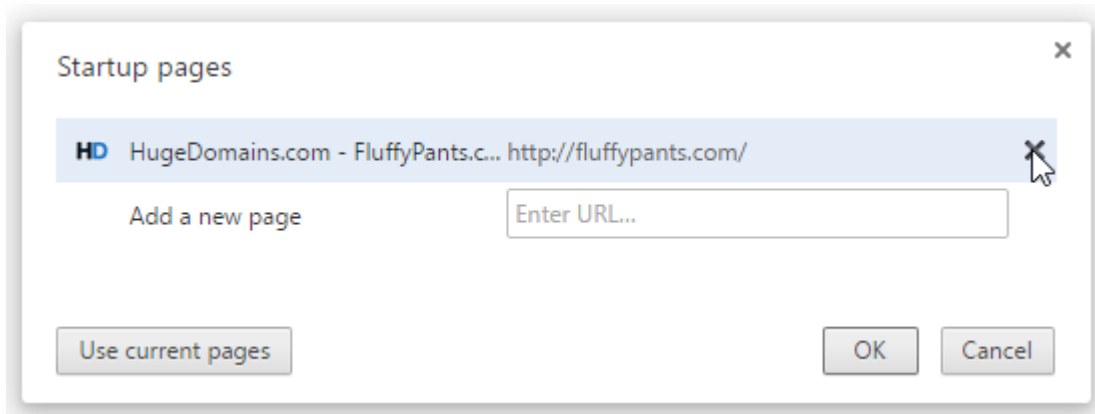 Startup pages
HD HugeDomains.com - FluffyPants.c... http://fluffypants.com/
Add a new page Enter URL...
Use current pages OK Cancel